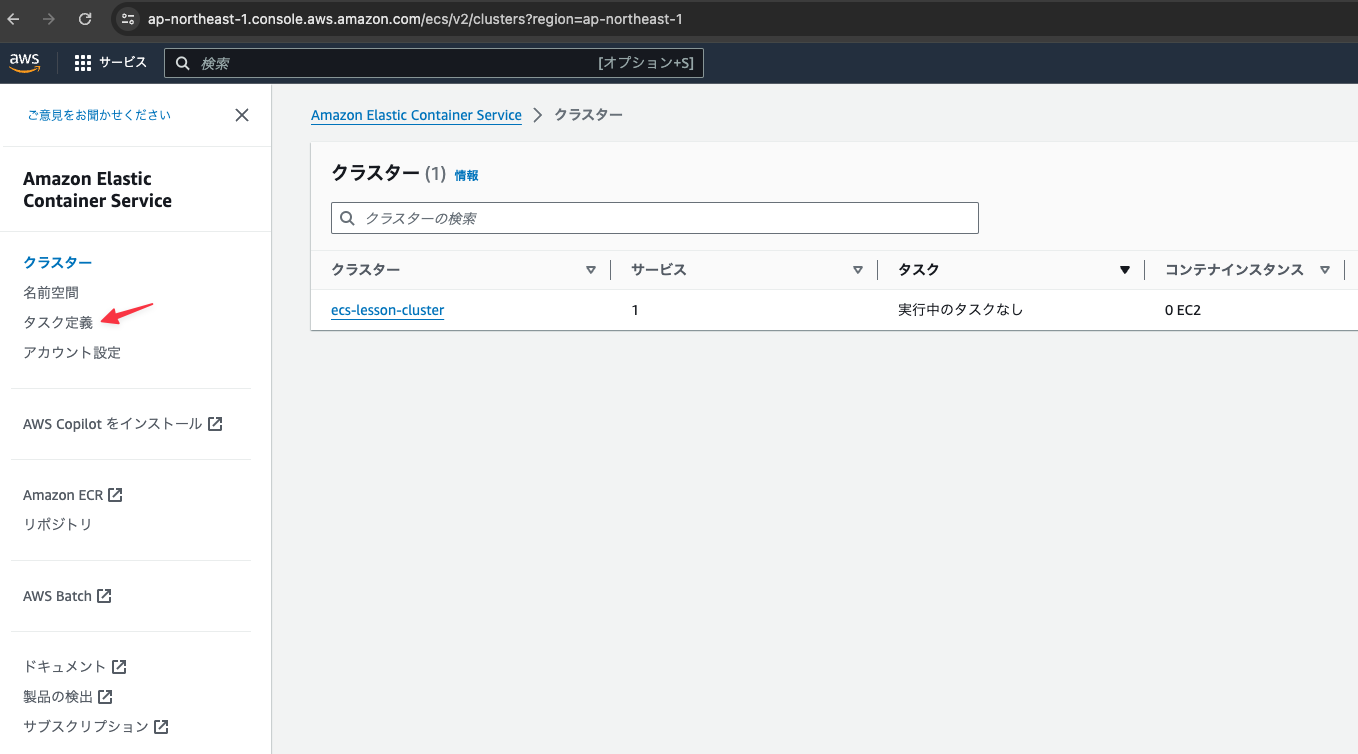 ap-northeast-1.console.aws.amazon.com/ecs/v2/clusters?region=ap-northeast-1
aws
サービス
検索
[オプション+S]
ご意見をお聞かせください
Amazon Elastic
Container Service
クラスター
名前空間
タスク定義
アカウント設定
AWS Copilot をインストール
Amazon ECR
リポジトリ
AWS Batch
ドキュメント
製品の検出
サブスクリプション
Amazon Elastic Container Service
クラスター
クラスター (1) 情報
クラスターの検索
クラスター サービス タスク コンテナインスタンス
ecs-lesson-cluster 1 実行中のタスクなし 0 EC2